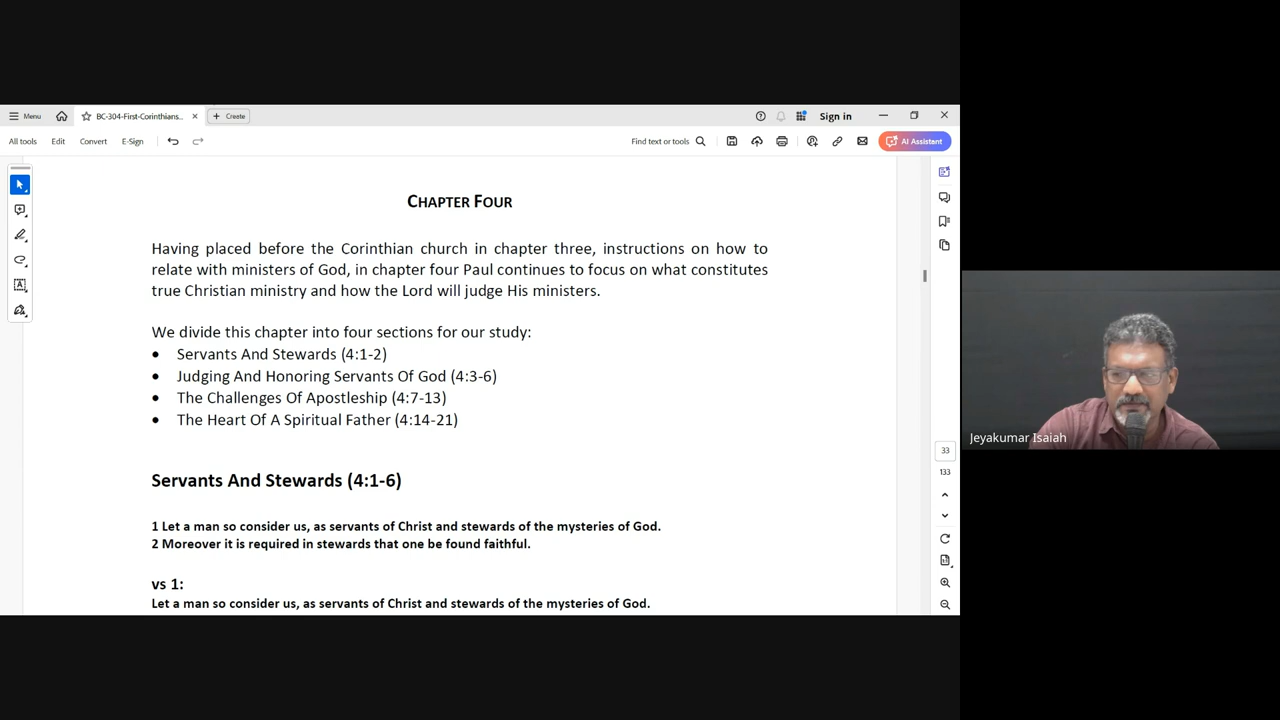 Menu
BC-304-First-Corinthians...
Create
Sign in
All tools
Edit
Convert
E-Sign
Find text or tools
AI Assistant
CHAPTER FOUR
Having placed before the Corinthian church in chapter three, instructions on how to
relate with ministers of God, in chapter four Paul continues to focus on what constitutes
true Christian ministry and how the Lord will judge His ministers.
We divide this chapter into four sections for our study:
• Servants And Stewards (4:1-2)
• Judging And Honoring Servants Of God (4:3-6)
• The Challenges Of Apostleship (4:7-13)
• The Heart Of A Spiritual Father (4:14-21)
Servants And Stewards (4:1-6)
1 Let a man so consider us, as servants of Christ and stewards of the mysteries of God.
2 Moreover it is required in stewards that one be found faithful.
vs 1:
Let a man so consider us, as servants of Christ and stewards of the mysteries of God.
33
133
Jeyakumar Isaiah